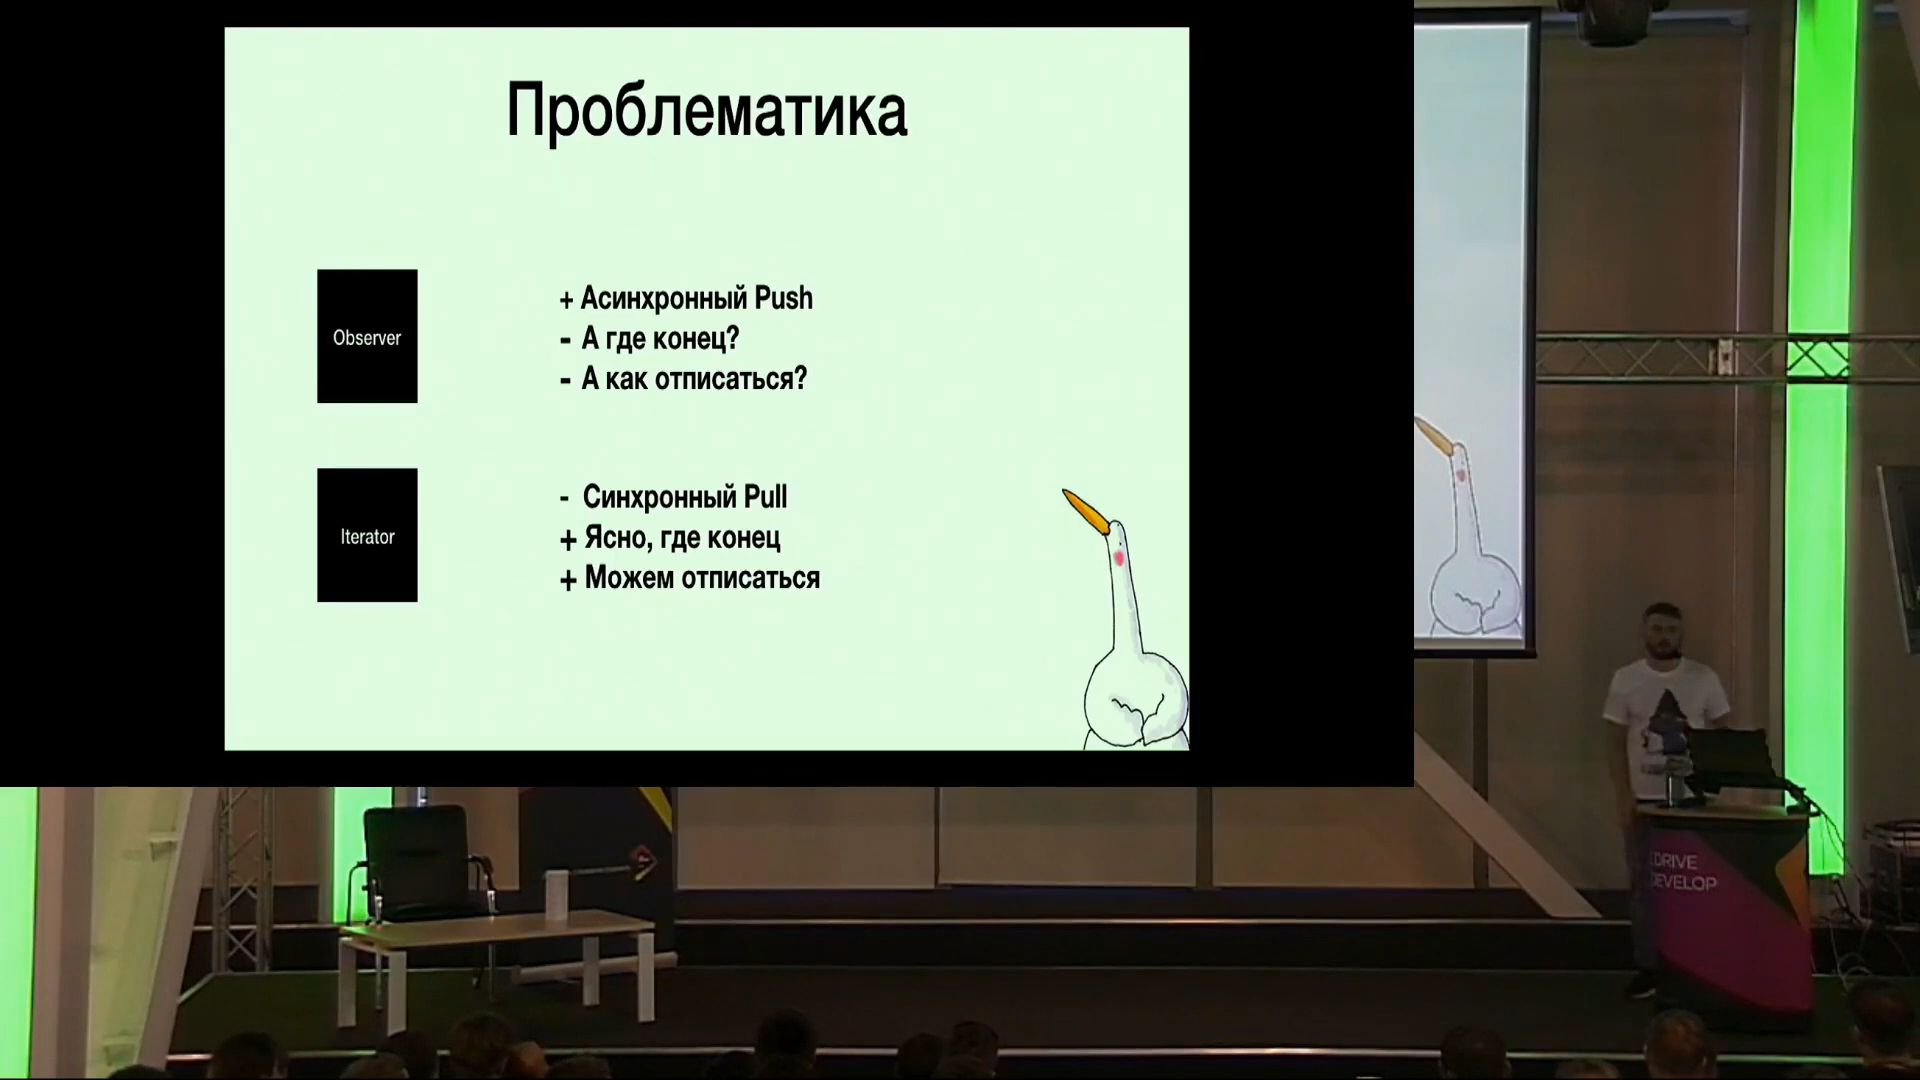 Проблематика
Observer
+ Асинхронный Push
- А где конец?
- А как отписаться?
Iterator
- Синхронный Pull
+ Ясно, где конец
+ Можем отписаться
DRIVE
DEVELOP